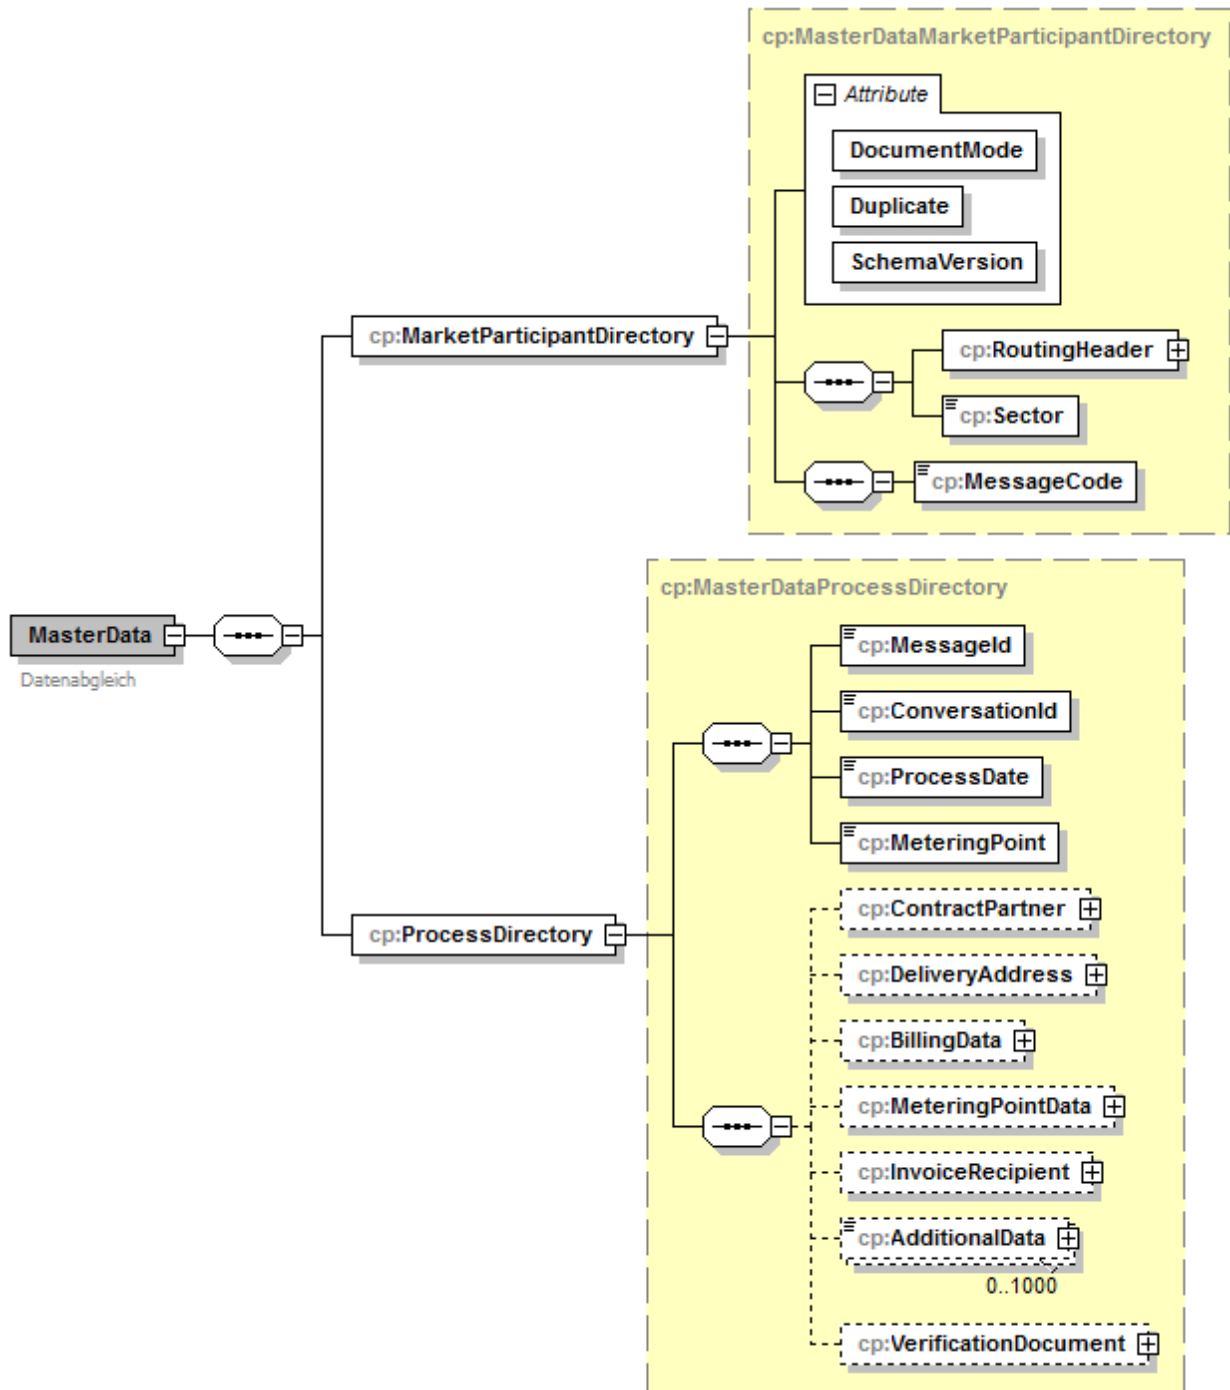 cp:MasterDataMarketParticipantDirectory
Attribute
DocumentMode
Duplicate
SchemaVersion
cp:MarketParticipantDirectory
cp:RoutingHeader
cp:Sector
cp:MessageCode
MasterData
Datenabgleich
cp:MasterDataProcessDirectory
cp:MessageId
cp:ConversationId
cp:ProcessDate
cp:MeteringPoint
cp:ProcessDirectory
cp:ContractPartner
cp:DeliveryAddress
cp:BillingData
cp:MeteringPointData
cp:InvoiceRecipient
cp:AdditionalData
0..1000
cp:VerificationDocument